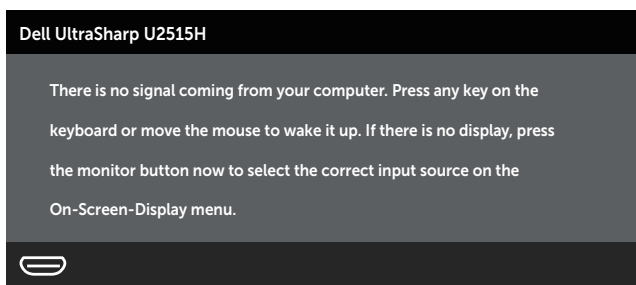 Dell UltraSharp U2515H
There is no signal coming from your computer. Press any key on the
keyboard or move the mouse to wake it up. If there is no display, press
the monitor button now to select the correct input source on the
On-Screen-Display menu.